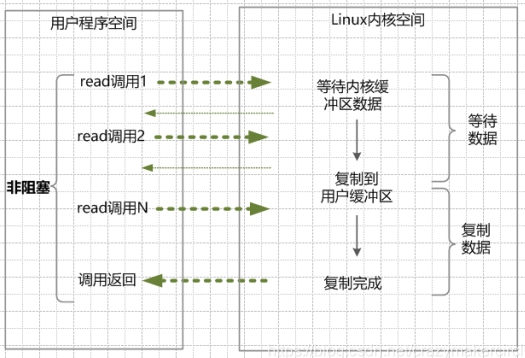 用户程序空间
Linux内核空间
read调用1
等待内核缓
冲区数据
等待
数据
read调用2
非阻塞
复制到
用户缓冲区
read调用N
复制
数据
调用返回
复制完成